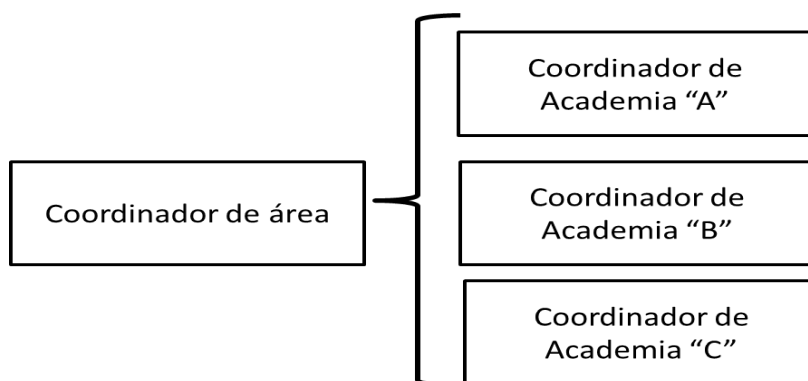 Coordinador de
Academia “A”
Coordinador de área
Coordinador de
Academia “B”
Coordinador de
Academia “C”